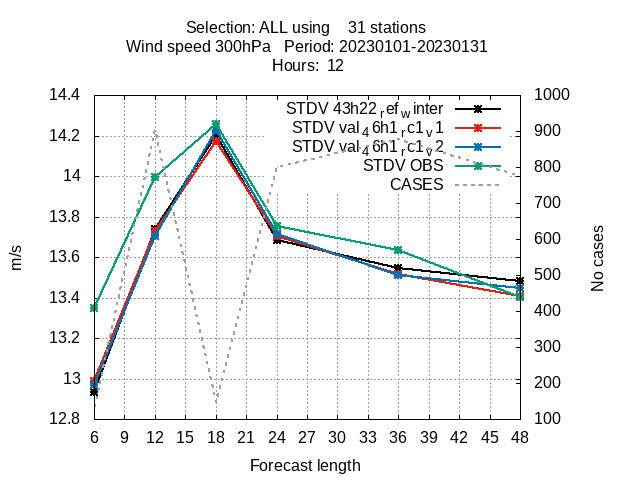 Selection: ALL using 31 stations
Wind speed 300hPa Period: 20230101-20230131
Hours: 12
14.4
14.2
14
13.8
13.6
13.4
13.2
13
12.8
m/s
STDV 43h22_ref_winter
STDV val_46h1_rc1_v1
STDV val_46h1_rc1_v2
STDV OBS
CASES
1000
900
800
700
600
500
400
300
200
100
No cases
6 9 12 15 18 21 24 27 30 33 36 39 42 45 48
Forecast length